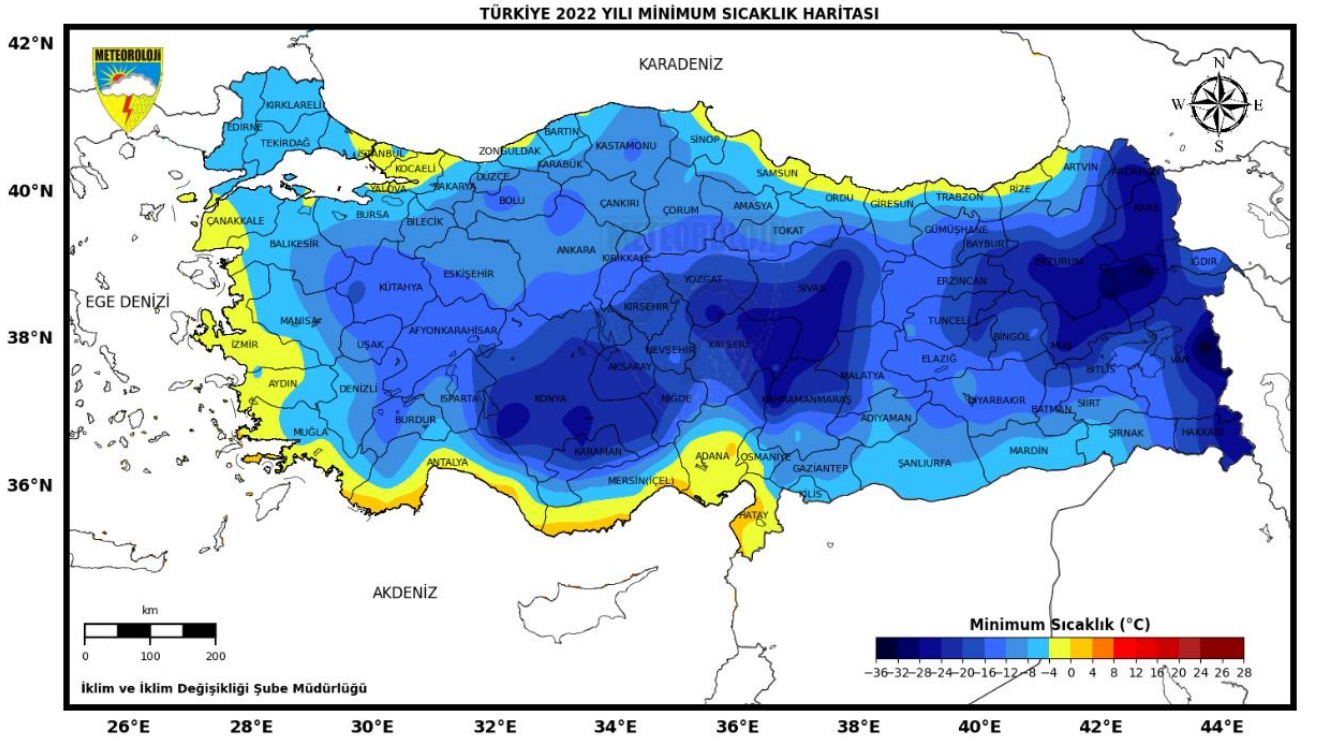 TÜRKİYE 2022 YILI MİNİMUM SICAKLIK HARİTASI
42°N
40°N
38°N
36°N
METEOROLOJİ
KARADENİZ
N
W E
S
KIRKLARELİ
EDİRNE
TEKİRDAĞ
İSTANBUL
KOCAELİ
YALOVA
SAKARYA
DÜZCE
ZONGULDAK
BARTIN
KARABÜK
KASTAMONU
SİNOP
SAMSUN
ORDU
GİRESUN
TRABZON
RİZE
ARTVİN
ARDAHAN
KARS
ÇANAKKALE
BALIKESİR
BURSA
BİLECİK
BOLU
ÇANKIRI
ÇORUM
AMASYA
TOKAT
GÜMÜŞHANE
BAYBURT
ERZURUM
AĞRI
IĞDIR
METEOROLOJİ
ANKARA
KIRIKKALE
ESKİŞEHİR
KÜTAHYA
YOZGAT
SİVAS
ERZİNCAN
EGE DENİZİ
MANİSA
UŞAK
AFYONKARAHİSAR
KIRŞEHİR
NEVŞEHİR
KAYSERİ
TUNCELİ
BİNGÖL
MUŞ
İZMİR
AKSARAY
ELAZIĞ
BİTLİS
VAN
AYDIN
DENİZLİ
ISPARTA
KONYA
NİĞDE
KAHRAMANMARAŞ
MALATYA
DİYARBAKIR
BATMAN
SİİRT
MUĞLA
BURDUR
ADIYAMAN
ŞIRNAK
HAKKARİ
ANTALYA
KARAMAN
MERSİN(İÇEL)
ADANA
OSMANİYE
GAZİANTEP
ŞANLIURFA
MARDİN
KİLİS
HATAY
AKDENİZ
km
0 100 200
İklim ve İklim Değişikliği Şube Müdürlüğü
Minimum Sıcaklık (°C)
−36−32−28−24−20−16−12−8 −4 0 4 8 12 16 20 24 28
26°E 28°E 30°E 32°E 34°E 36°E 38°E 40°E 42°E 44°E